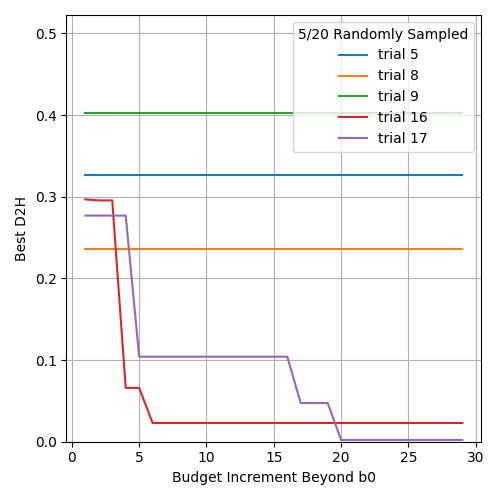 5/20 Randomly Sampled
trial 5
trial 8
trial 9
trial 16
trial 17
0.5
0.4
0.3
0.2
0.1
0.0
Best D2H
0 5 10 15 20 25 30
Budget Increment Beyond b0